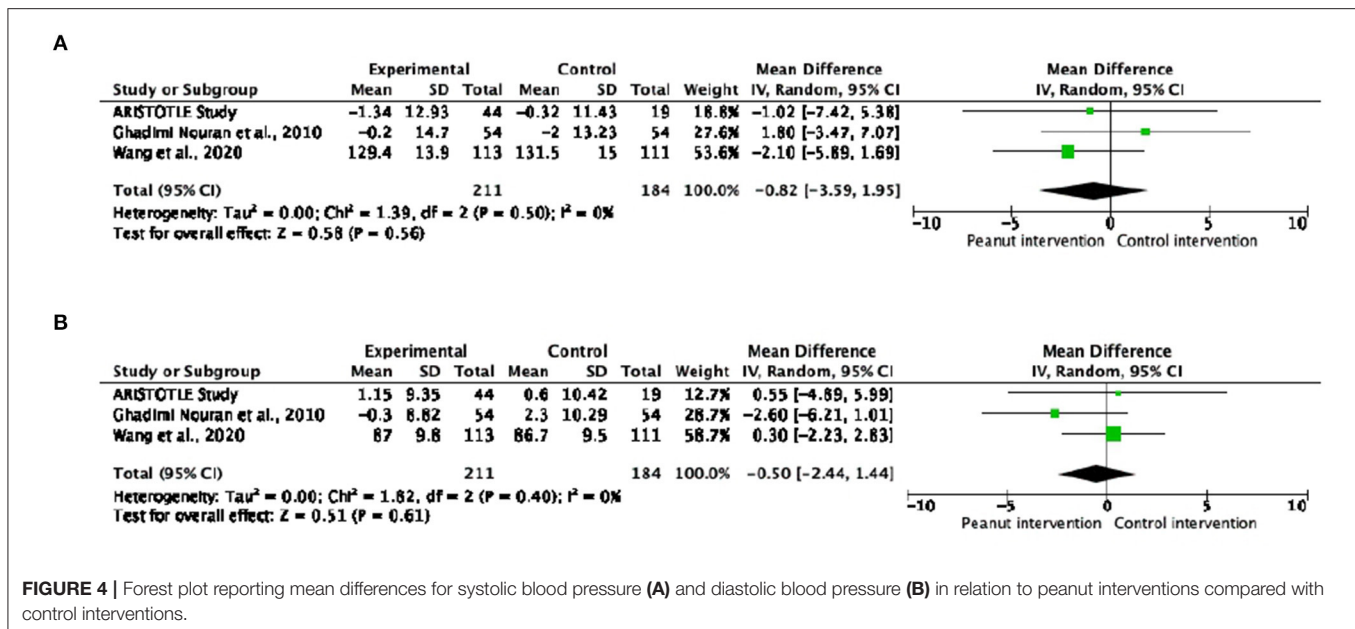 A
Experimental Control Mean Difference Mean Difference
Study or Subgroup Mean SD Total Mean SD Total Weight IV, Random, 95% CI IV, Random, 95% CI
ARISTOTLE Study −1.34 12.93 44 −0.32 11.43 19 18.8% −1.02 [−7.42, 5.38]
Ghadimi Nouran et al., 2010 −0.2 14.7 54 −2 13.23 54 27.6% 1.80 [−3.47, 7.07]
Wang et al., 2020 129.4 13.9 113 131.5 15 111 53.6% −2.10 [−5.89, 1.69]
Total (95% CI) 211 184 100.0% −0.82 [−3.59, 1.95]
Heterogeneity: Tau² = 0.00; Chi² = 1.39, df = 2 (P = 0.50); I² = 0%
Test for overall effect: Z = 0.58 (P = 0.56)
−10 −5 0 5 10
Peanut intervention Control intervention
B
Experimental Control Mean Difference Mean Difference
Study or Subgroup Mean SD Total Mean SD Total Weight IV, Random, 95% CI IV, Random, 95% CI
ARISTOTLE Study 1.15 9.35 44 0.6 10.42 19 12.7% 0.55 [−4.89, 5.99]
Ghadimi Nouran et al., 2010 −0.3 8.82 54 2.3 10.29 54 28.7% −2.60 [−6.21, 1.01]
Wang et al., 2020 87 9.8 113 86.7 9.5 111 58.7% 0.30 [−2.23, 2.83]
Total (95% CI) 211 184 100.0% −0.50 [−2.44, 1.44]
Heterogeneity: Tau² = 0.00; Chi² = 1.82, df = 2 (P = 0.40); I² = 0%
Test for overall effect: Z = 0.51 (P = 0.61)
−10 −5 0 5 10
Peanut intervention Control intervention
FIGURE 4 | Forest plot reporting mean differences for systolic blood pressure (A) and diastolic blood pressure (B) in relation to peanut interventions compared with
control interventions.